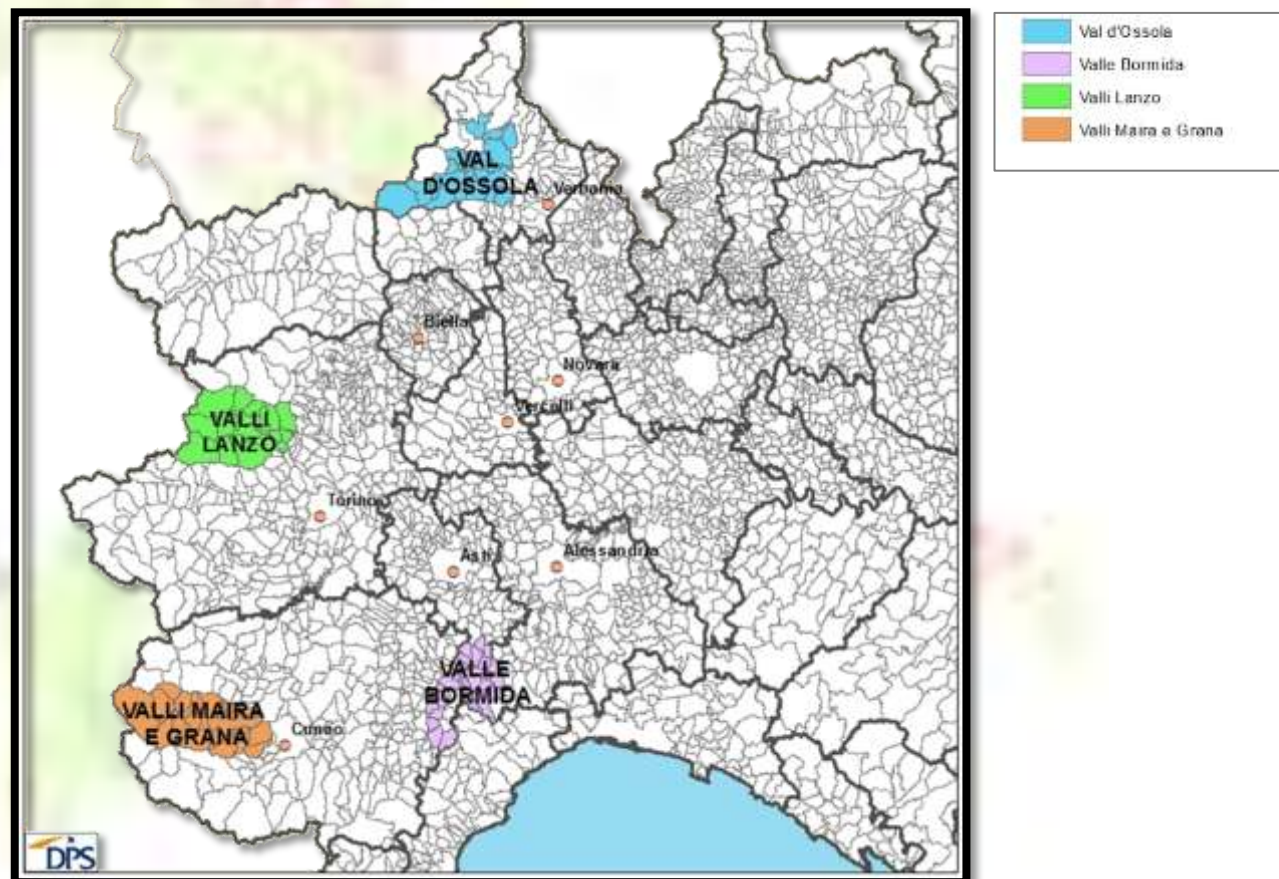 Val d'Ossola
Valle Bormida
Valli Lanzo
Valli Maira e Grana
VAL
D'OSSOLA
Verbania
Biella
Novara
Vercelli
VALLI
LANZO
Torino
Asti
Alessandria
VALLE
BORMIDA
VALLI MAIRA
E GRANA
Cuneo
DPS